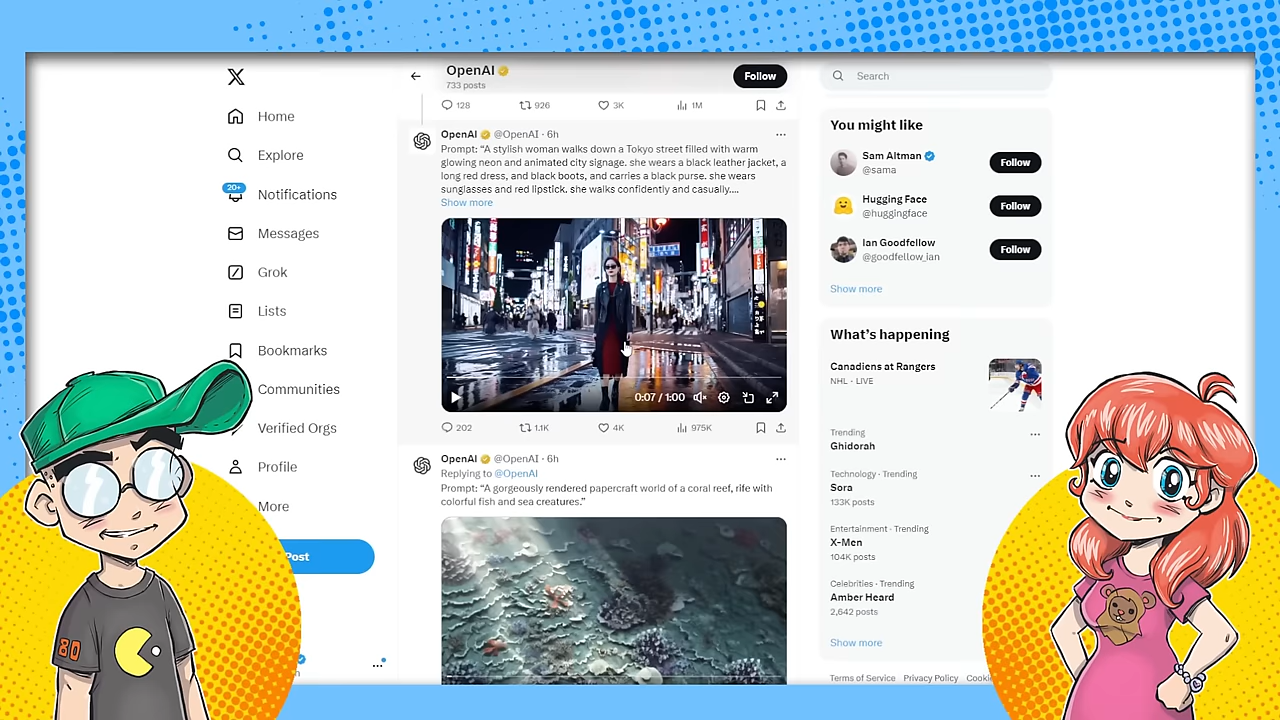 Home
Explore
20+
Notifications
Messages
Grok
Lists
Bookmarks
Communities
Verified Orgs
Profile
More
Post
OpenAI
733 posts
Follow
128 926 3K 1M
OpenAI @OpenAI · 6h
Prompt: “A stylish woman walks down a Tokyo street filled with warm
glowing neon and animated city signage. she wears a black leather jacket, a
long red dress, and black boots, and carries a black purse. she wears
sunglasses and red lipstick. she walks confidently and casually....
Show more
0:07 / 1:00
202 1.1K 4K 975K
OpenAI @OpenAI · 6h
Replying to @OpenAI
Prompt: “A gorgeously rendered papercraft world of a coral reef, rife with
colorful fish and sea creatures.”
Search
You might like
Sam Altman
@sama
Follow
Hugging Face
@huggingface
Follow
Ian Goodfellow
@goodfellow_ian
Follow
Show more
What’s happening
Canadiens at Rangers
NHL · LIVE
Trending
Ghidorah
Technology · Trending
Sora
133K posts
Entertainment · Trending
X-Men
104K posts
Celebrities · Trending
Amber Heard
2,642 posts
Show more
Terms of Service Privacy Policy
80